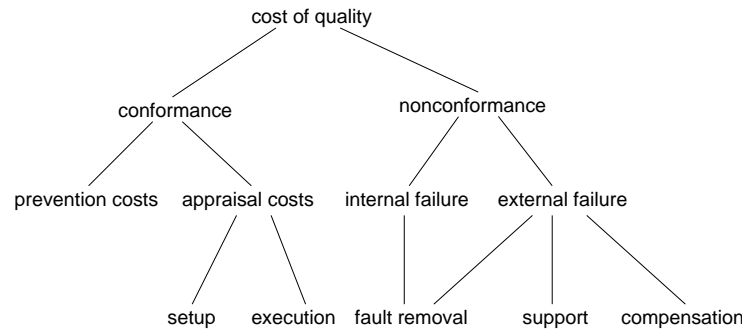 cost of quality
conformance
nonconformance
prevention costs
appraisal costs
internal failure
external failure
setup
execution
fault removal
support
compensation